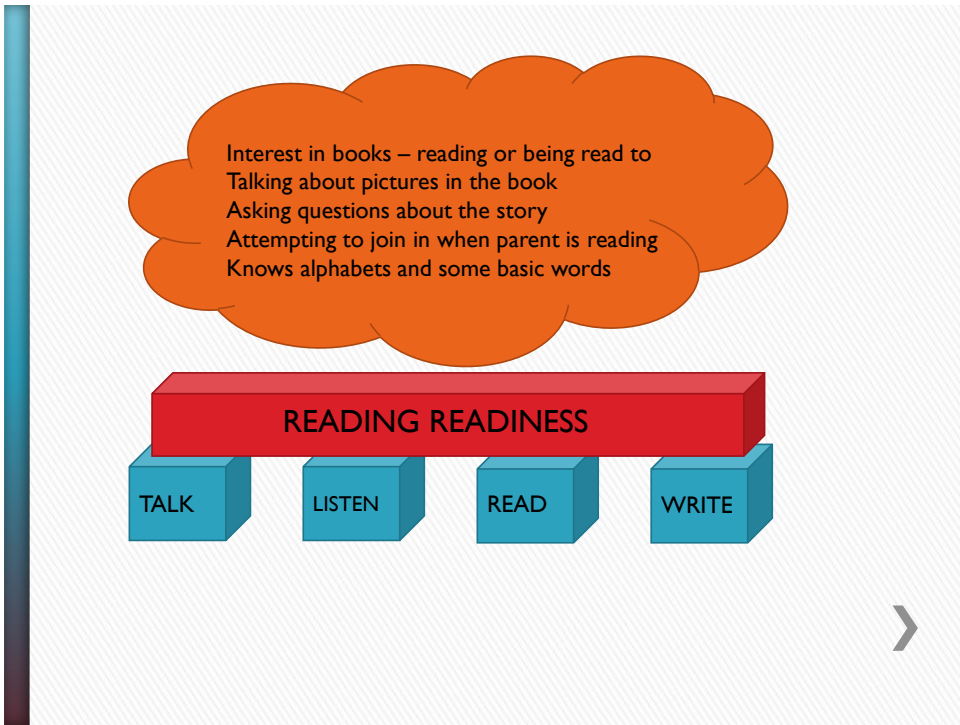 Interest in books – reading or being read to
Talking about pictures in the book
Asking questions about the story
Attempting to join in when parent is reading
Knows alphabets and some basic words
READING READINESS
TALK
LISTEN
READ
WRITE